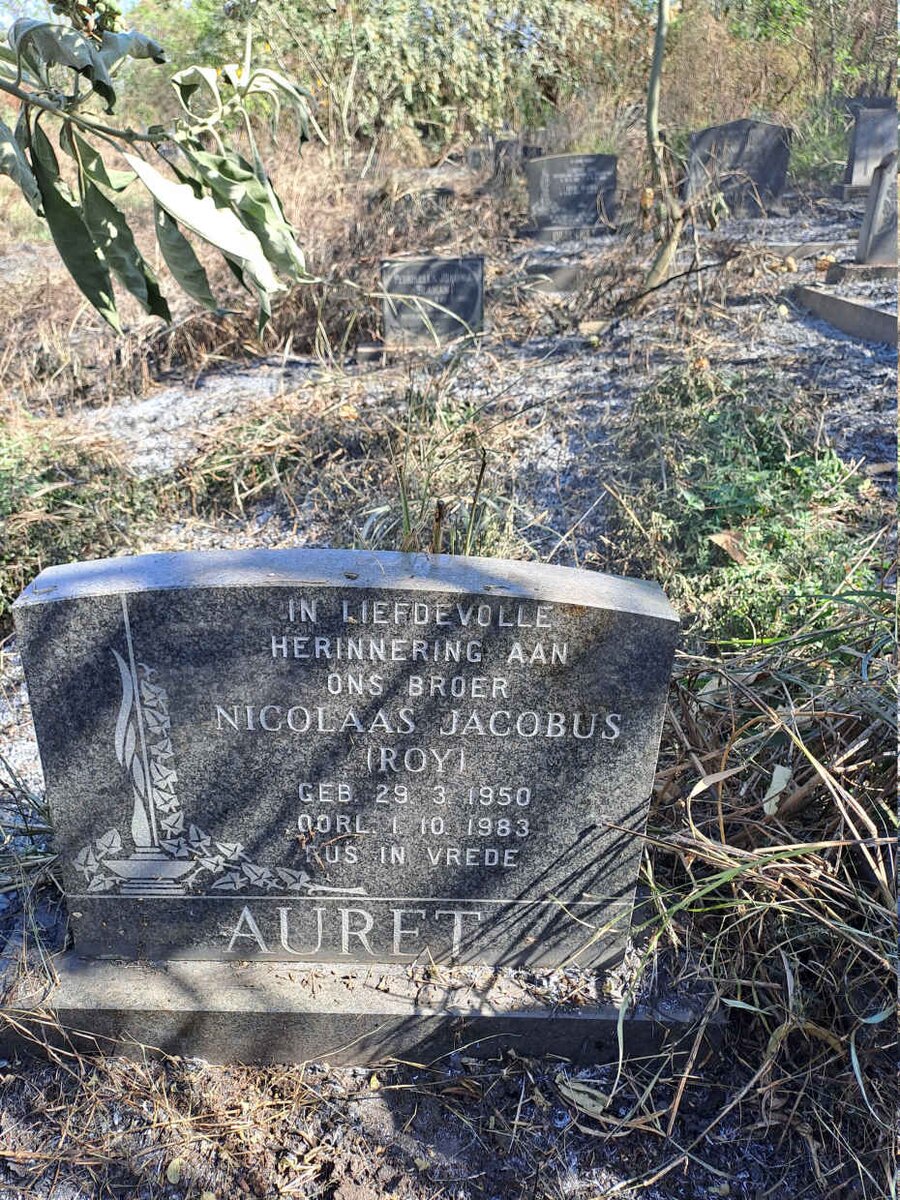 IN LIEFDEVOLLE
HERINNERING AAN
ONS BROER
NICOLAAS JACOBUS
(ROY)
GEB. 29. 3. 1950
OORL. 1. 10. 1983
RUS IN VREDE
AURET